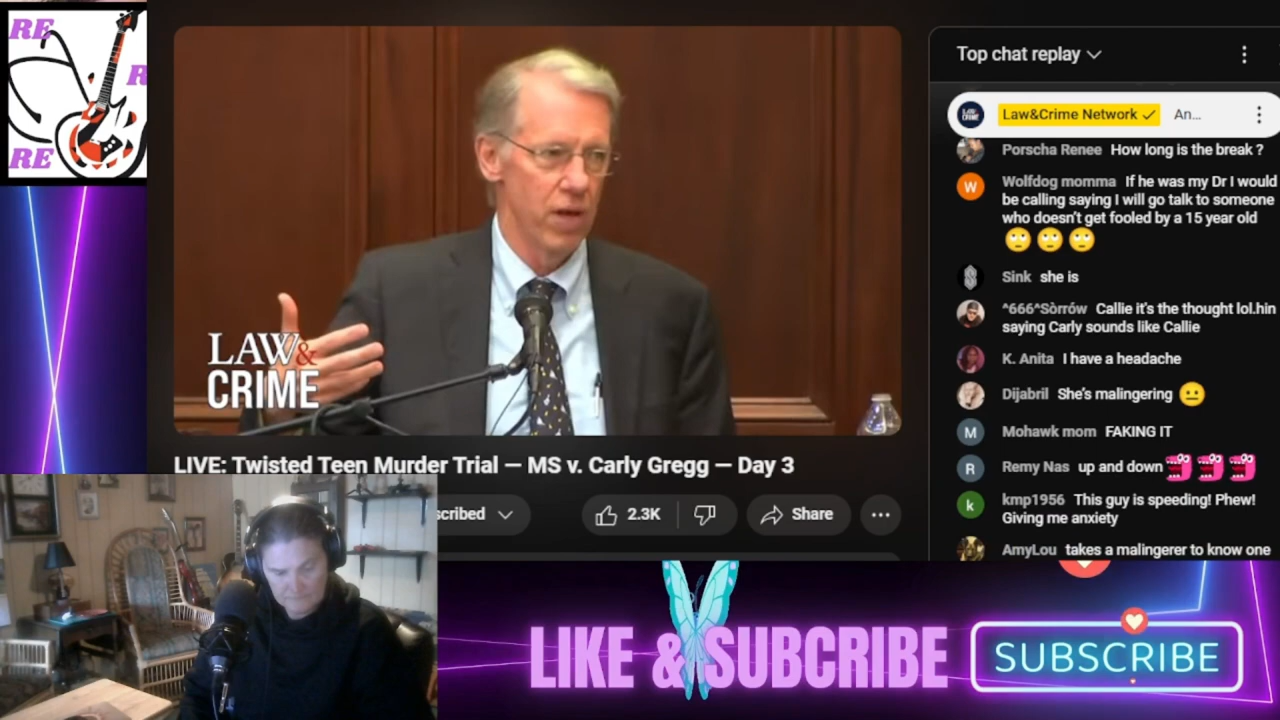 RE
R
RE
LAW&
CRIME
LIVE: Twisted Teen Murder Trial — MS v. Carly Gregg — Day 3
scribed
2.3K
Share
Top chat replay
Law&Crime Network
An...
Porscha Renee How long is the break ?
W
Wolfdog momma If he was my Dr I would
be calling saying I will go talk to someone
who doesn't get fooled by a 15 year old
🙄🙄🙄
Sink she is
^666^Sòrrów Callie it's the thought lol.hin
saying Carly sounds like Callie
K. Anita I have a headache
Dijabril She's malingering 😐
M
Mohawk mom FAKING IT
R
Remy Nas up and down
k
kmp1956 This guy is speeding! Phew!
Giving me anxiety
AmyLou takes a malingerer to know one
LIKE & SUBCRIBE
SUBSCRIBE